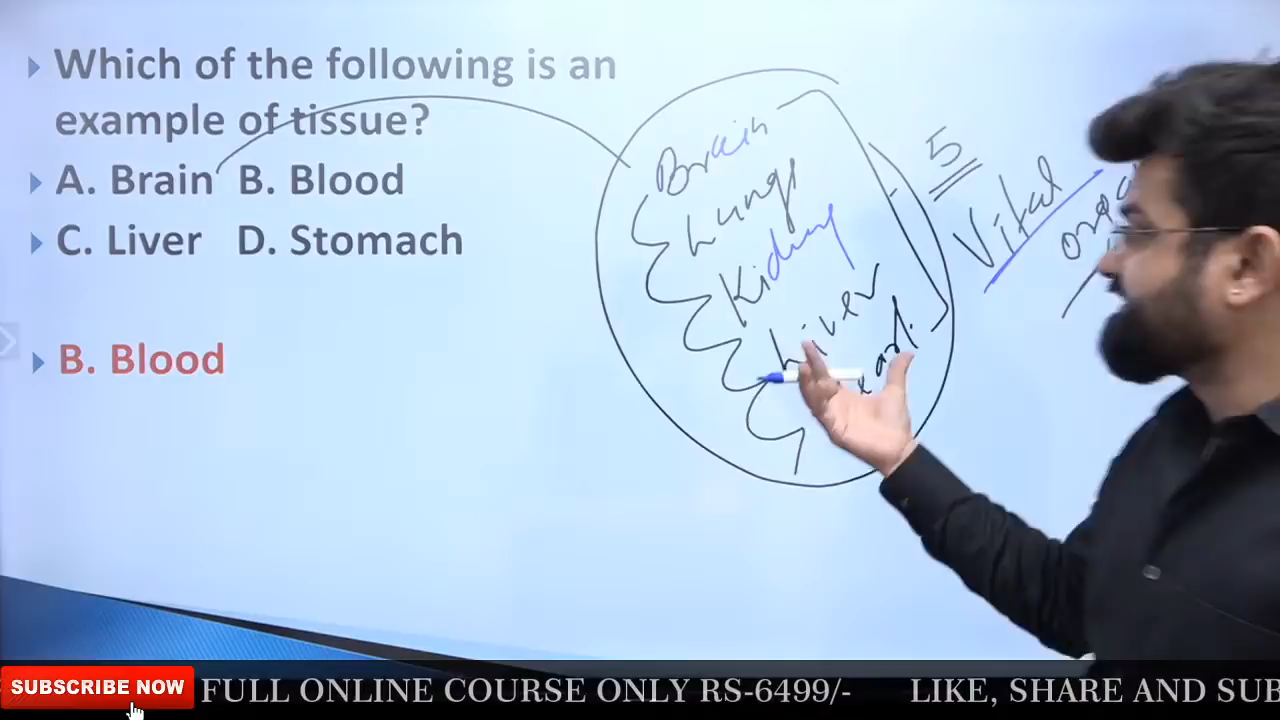 Which of the following is an
example of tissue?
A. Brain B. Blood
C. Liver D. Stomach
B. Blood
Brain
Lungs
Kidney
Liver
5
Vital
SUBSCRIBE NOW
FULL ONLINE COURSE ONLY RS-6499/- LIKE, SHARE AND SUB